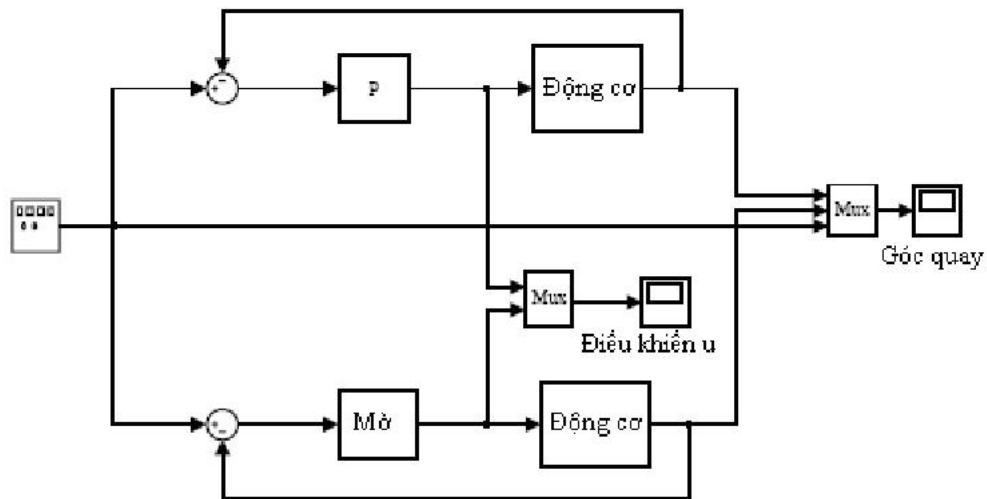 P
Động cơ
Mux
Góc quay
Mux
Điều khiển u
Mờ
Động cơ